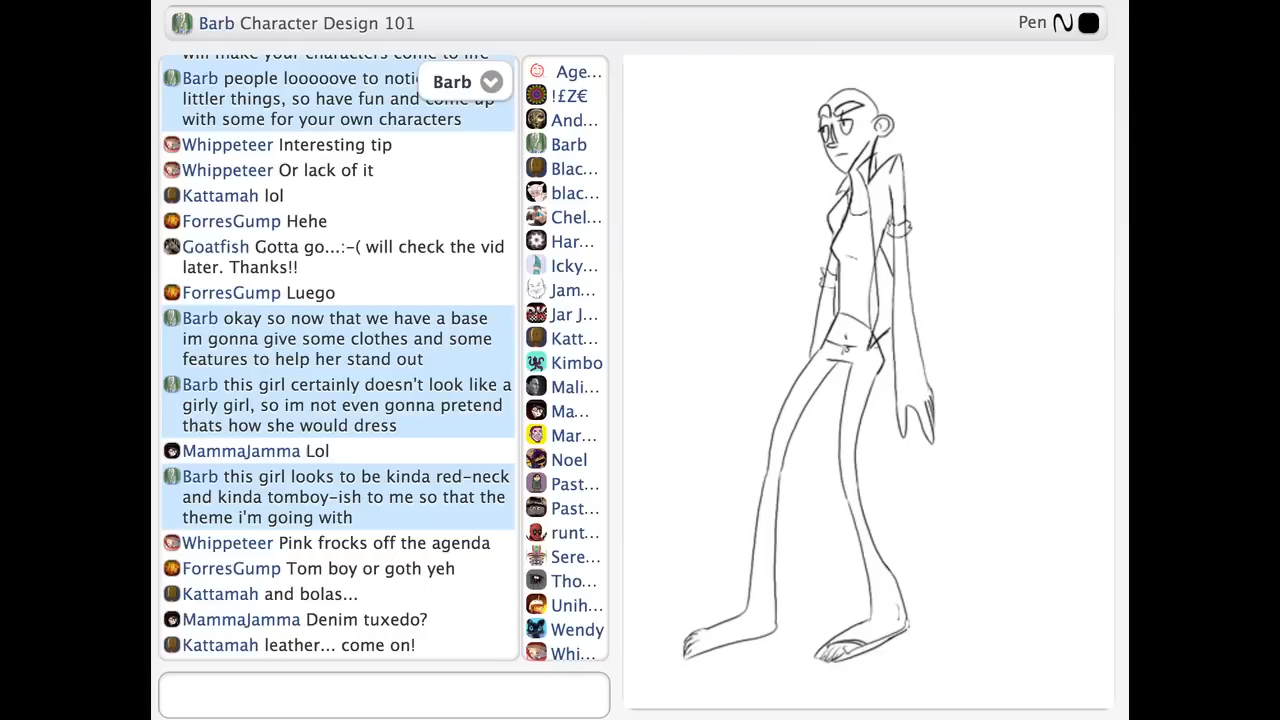 Barb Character Design 101
Pen
will make your characters come to life
Barb people looooove to noti
littler things, so have fun and come up
with some for your own characters
Barb
Whippeteer Interesting tip
Whippeteer Or lack of it
Kattamah lol
ForresGump Hehe
Goatfish Gotta go...:-( will check the vid
later. Thanks!!
ForresGump Luego
Barb okay so now that we have a base
im gonna give some clothes and some
features to help her stand out
Barb this girl certainly doesn't look like a
girly girl, so im not even gonna pretend
thats how she would dress
MammaJamma Lol
Barb this girl looks to be kinda red-neck
and kinda tomboy-ish to me so that the
theme i'm going with
Whippeteer Pink frocks off the agenda
ForresGump Tom boy or goth yeh
Kattamah and bolas...
MammaJamma Denim tuxedo?
Kattamah leather... come on!
Age...
!£Z€
And...
Barb
Blac...
blac...
Chel...
Har...
Icky...
Jam...
Jar J...
Katt...
Kimbo
Mali...
Ma...
Mar...
Noel
Past...
Past...
runt...
Sere...
Tho...
Unih...
Wendy
Whi...